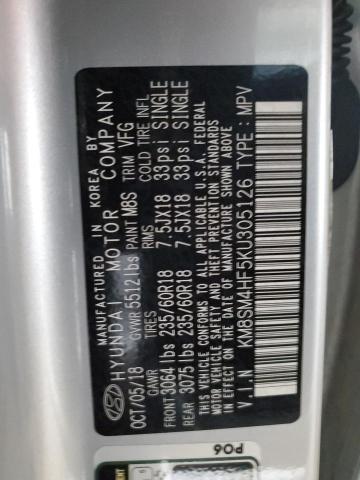 MANUFACTURED IN KOREA BY
HYUNDAI MOTOR COMPANY
OCT/05/18 GVWR 5512 lbs PAINT M8S TRIM VFG
GAWR TIRES RIMS COLD TIRE INFL
FRONT 3064 lbs 235/60R18 7.5JX18 33psi SINGLE
REAR 3075 lbs 235/60R18 7.5JX18 33psi SINGLE
THIS VEHICLE CONFORMS TO ALL APPLICABLE U.S.A. FEDERAL
MOTOR VEHICLE SAFETY AND THEFT PREVENTION STANDARDS
IN EFFECT ON THE DATE OF MANUFACTURE SHOWN ABOVE
V.I.N KM8SM4HF5KU305126 TYPE : MPV
P06